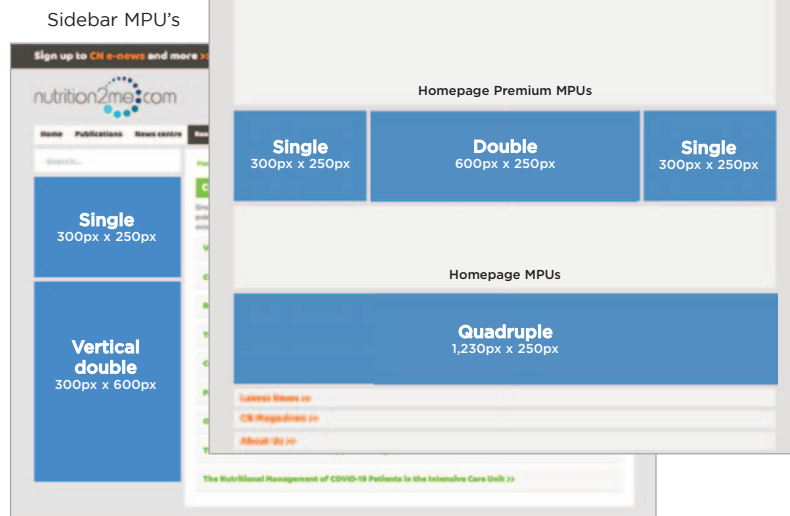 Sidebar MPU's
Sign up to CN e-news and more >>
nutrition2me.com
Home Publications News centre
Search...
Single
300px x 250px
Vertical
double
300px x 600px
The Nutritional Management of COVID-19 Patients in the Intensive Care Unit >>
Homepage Premium MPUs
Single
300px x 250px
Double
600px x 250px
Single
300px x 250px
Homepage MPUs
Quadruple
1,230px x 250px
Latest News >>
CN Magazines >>
About Us >>